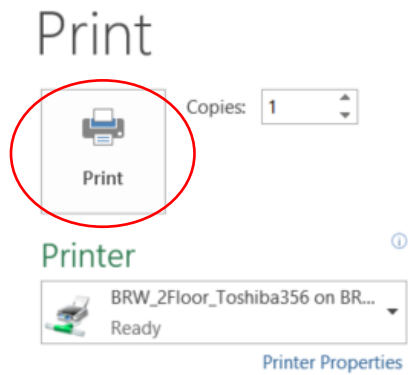 Print
Copies: 1
Print
Printer
BRW_2Floor_Toshiba356 on BR...
Ready
Printer Properties